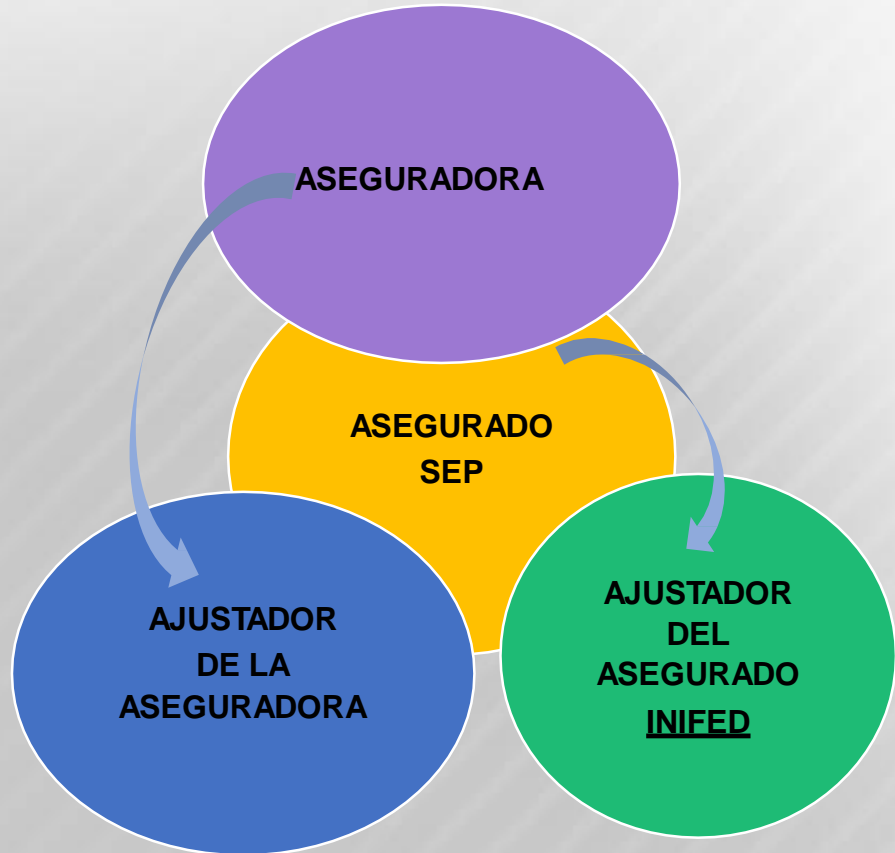 ASEGURADORA
ASEGURADO
SEP
AJUSTADOR
DE LA
ASEGURADORA
AJUSTADOR
DEL
ASEGURADO
INIFED